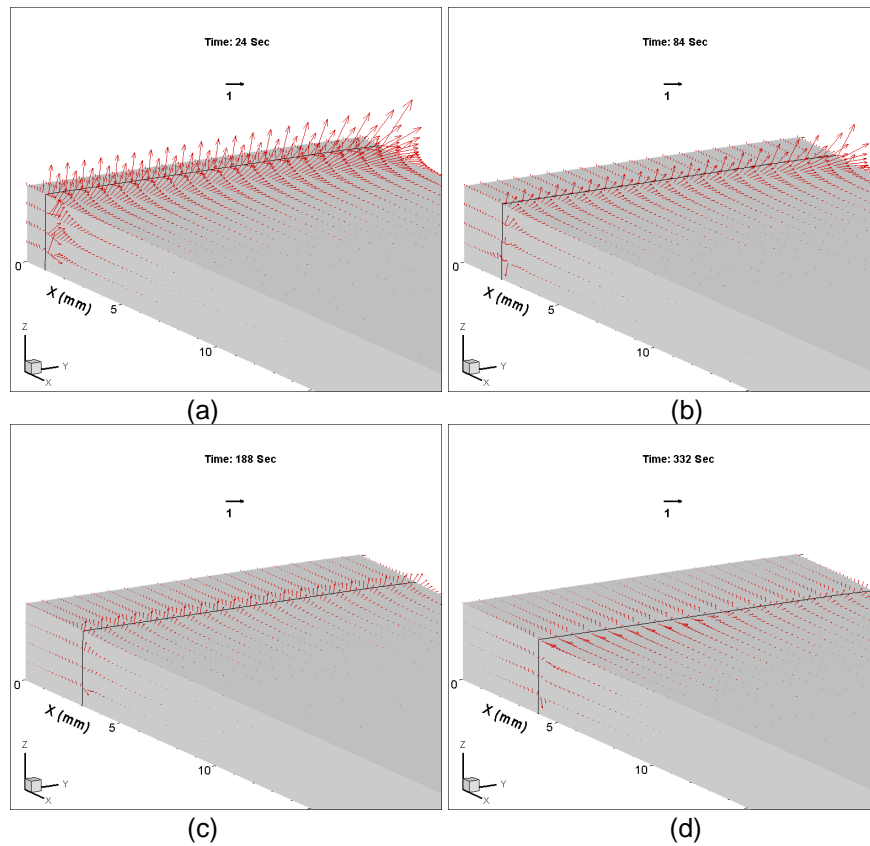 Time: 24 Sec
1
0
X (mm)
5
10
Z
Y
X
(a)
Time: 84 Sec
1
0
X (mm)
5
10
Z
Y
X
(b)
Time: 188 Sec
1
0
X (mm)
5
10
Z
Y
X
(c)
Time: 332 Sec
1
0
X (mm)
5
10
Z
Y
X
(d)